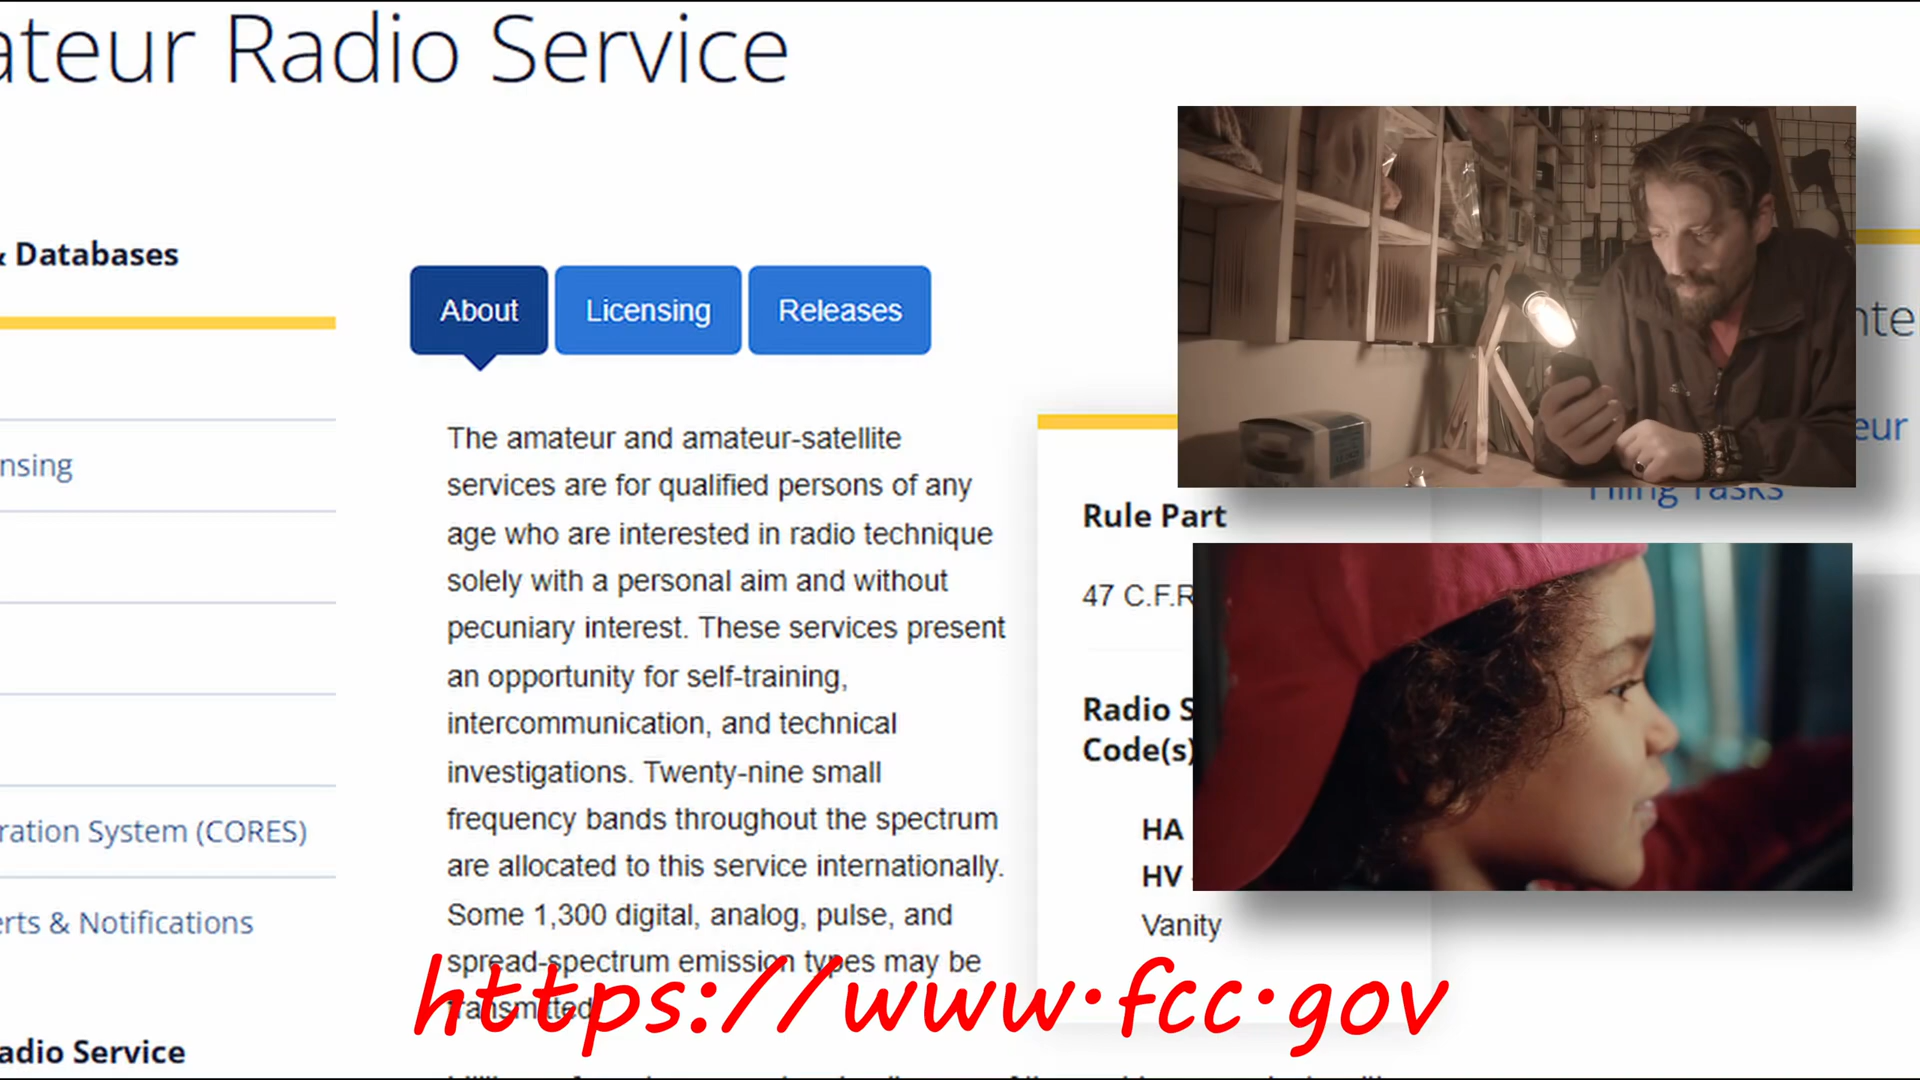 ateur Radio Service
& Databases
About
Licensing
Releases
nte
eur
Filing Tasks
nsing
ration System (CORES)
erts & Notifications
adio Service
The amateur and amateur-satellite
services are for qualified persons of any
age who are interested in radio technique
solely with a personal aim and without
pecuniary interest. These services present
an opportunity for self-training,
intercommunication, and technical
investigations. Twenty-nine small
frequency bands throughout the spectrum
are allocated to this service internationally.
Some 1,300 digital, analog, pulse, and
spread-spectrum emission types may be
transmitted.
Rule Part
47 C.F.R
Radio S
Code(s)
HA
HV -
Vanity
https://www.fcc.gov